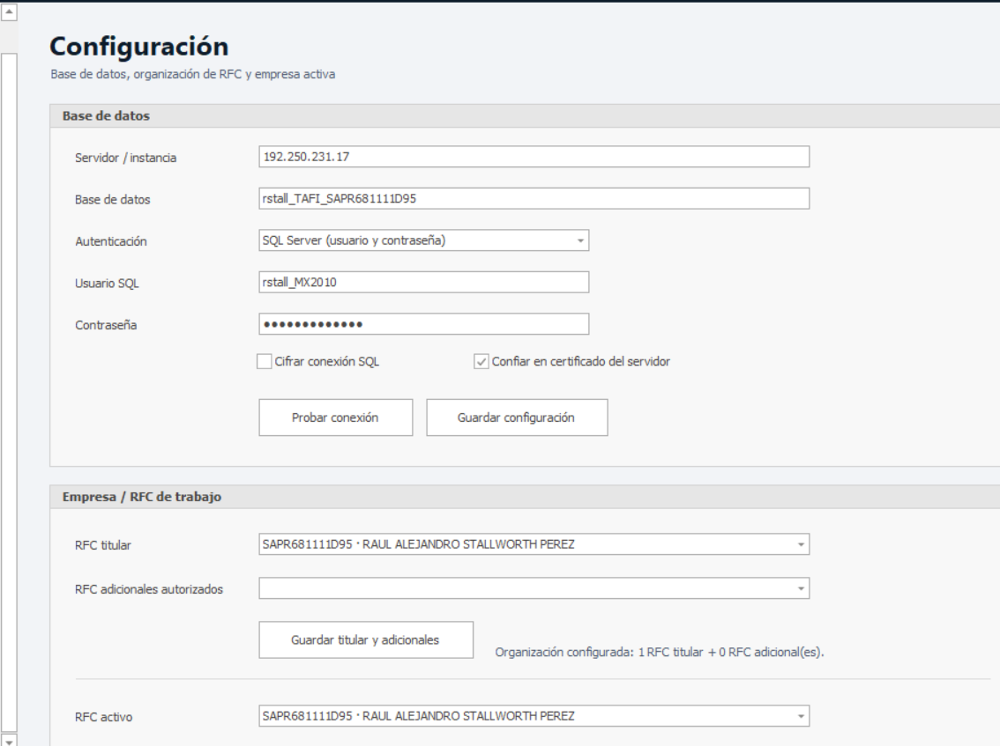 Configuración
Base de datos, organización de RFC y empresa activa
Base de datos
Servidor / instancia 192.250.231.17
Base de datos rstall_TAFI_SAPR681111D95
Autenticación SQL Server (usuario y contraseña)
Usuario SQL rstall_MX2010
Contraseña •••••••••••••
Cifrar conexión SQL Confiar en certificado del servidor
Probar conexión Guardar configuración
Empresa / RFC de trabajo
RFC titular SAPR681111D95 · RAUL ALEJANDRO STALLWORTH PEREZ
RFC adicionales autorizados
Guardar titular y adicionales Organización configurada: 1 RFC titular + 0 RFC adicional(es).
RFC activo SAPR681111D95 · RAUL ALEJANDRO STALLWORTH PEREZ